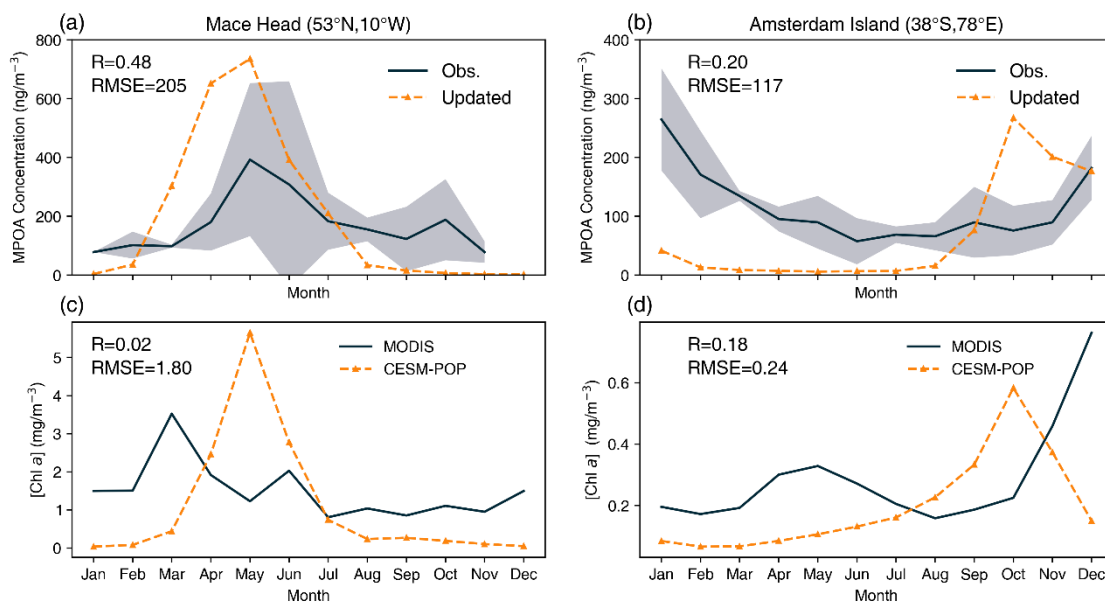 (a) Mace Head (53°N,10°W)
MPOA Concentration (ng/m⁻³)
800
600
400
200
0
R=0.48
RMSE=205
Obs.
Updated
Month
(b) Amsterdam Island (38°S,78°E)
MPOA Concentration (ng/m⁻³)
400
300
200
100
0
R=0.20
RMSE=117
Obs.
Updated
Month
(c)
[Chl a] (mg/m⁻³)
5
4
3
2
1
0
R=0.02
RMSE=1.80
MODIS
CESM-POP
Jan Feb Mar Apr May Jun Jul Aug Sep Oct Nov Dec
Month
(d)
[Chl a] (mg/m⁻³)
0.6
0.4
0.2
R=0.18
RMSE=0.24
MODIS
CESM-POP
Jan Feb Mar Apr May Jun Jul Aug Sep Oct Nov Dec
Month